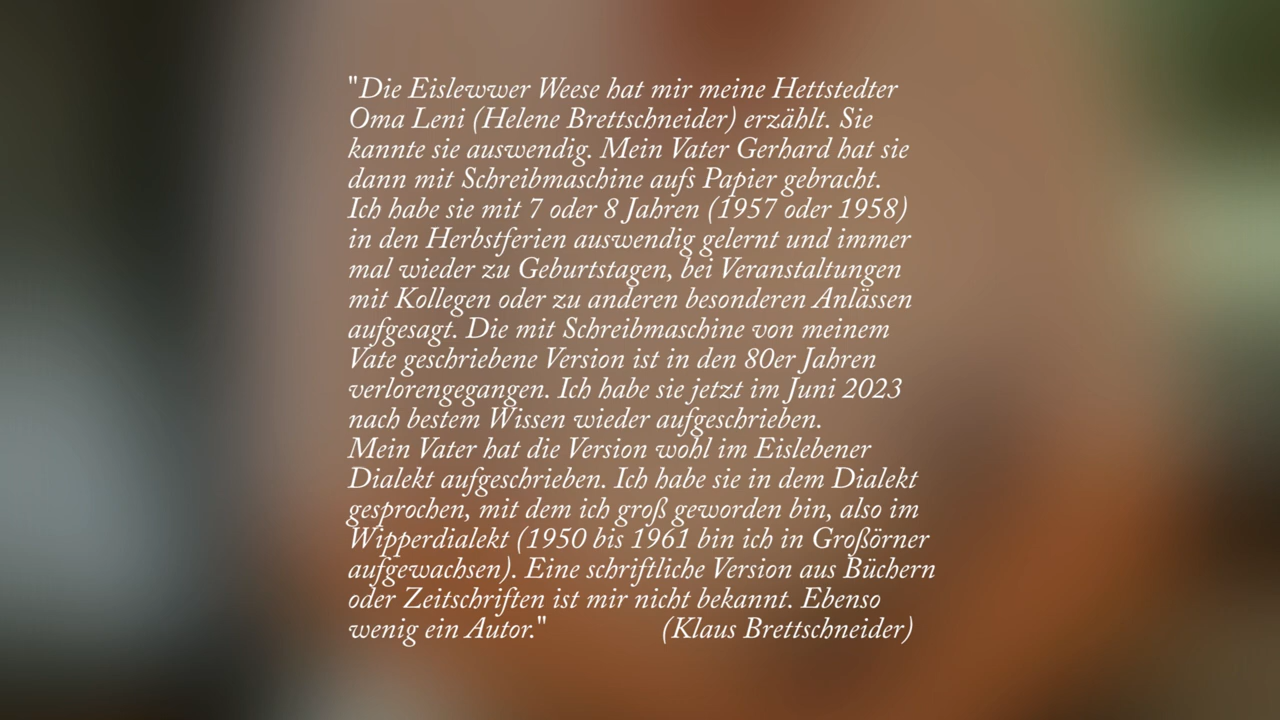 "Die Eislewwer Weese hat mir meine Hettstedter
Oma Leni (Helene Brettschneider) erzählt. Sie
kannte sie auswendig. Mein Vater Gerhard hat sie
dann mit Schreibmaschine aufs Papier gebracht.
Ich habe sie mit 7 oder 8 Jahren (1957 oder 1958)
in den Herbstferien auswendig gelernt und immer
mal wieder zu Geburtstagen, bei Veranstaltungen
mit Kollegen oder zu anderen besonderen Anlässen
aufgesagt. Die mit Schreibmaschine von meinem
Vate geschriebene Version ist in den 80er Jahren
verlorengegangen. Ich habe sie jetzt im Juni 2023
nach bestem Wissen wieder aufgeschrieben.
Mein Vater hat die Version wohl im Eislebener
Dialekt aufgeschrieben. Ich habe sie in dem Dialekt
gesprochen, mit dem ich groß geworden bin, also im
Wipperdialekt (1950 bis 1961 bin ich in Großörner
aufgewachsen). Eine schriftliche Version aus Büchern
oder Zeitschriften ist mir nicht bekannt. Ebenso
wenig ein Autor." (Klaus Brettschneider)